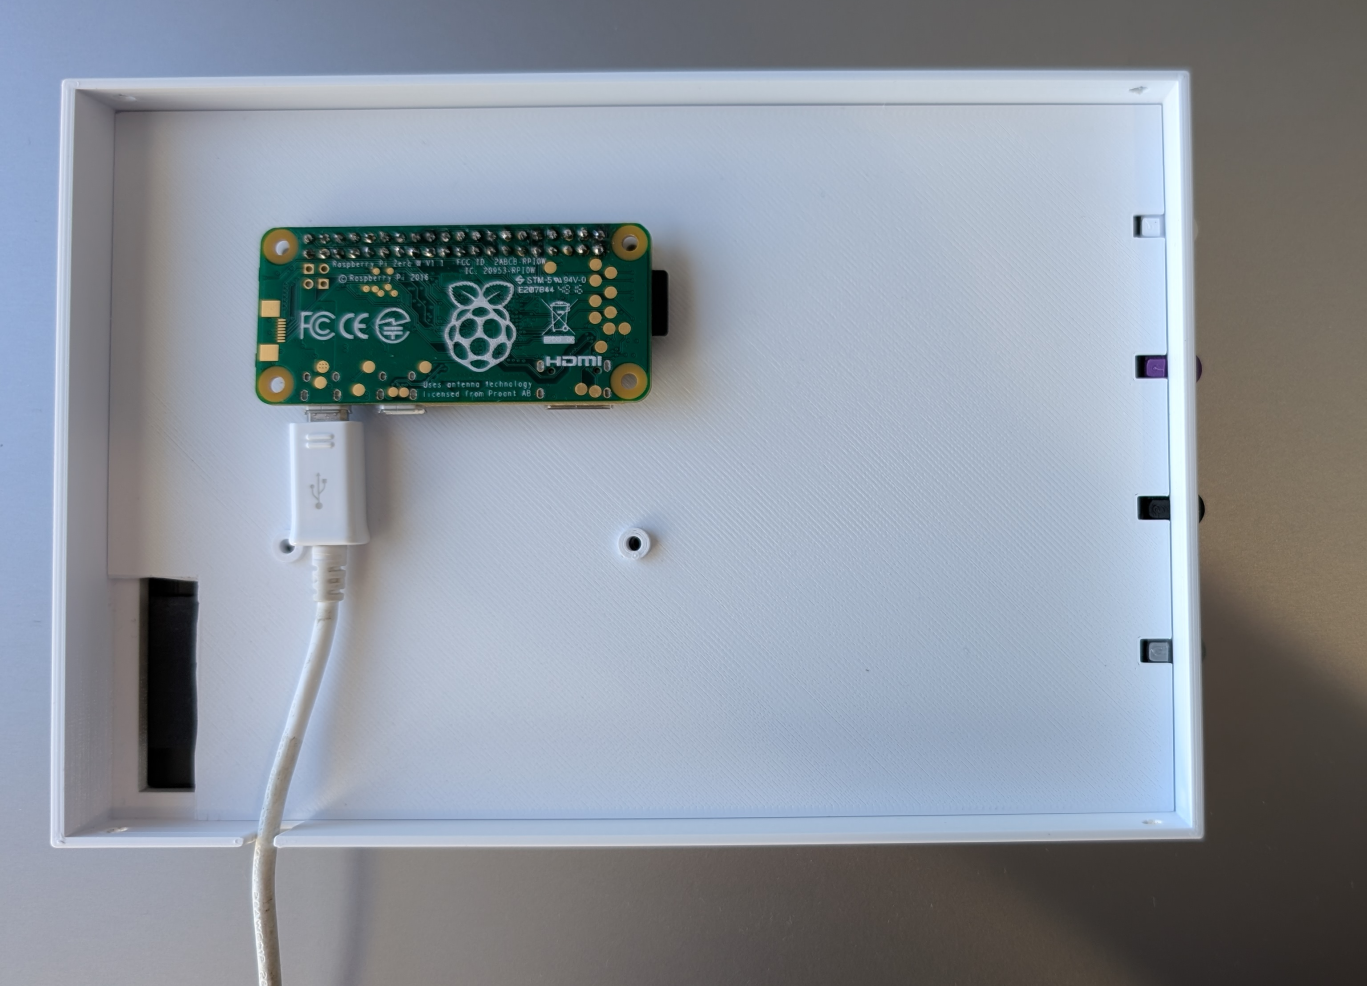 Raspberry Pi Zero W V1.1
© Raspberry Pi 2016
FCC ID: 2ABCB-RPI0W
IC: 20953-RPI0W
STM-5 94V-0
E207844
FC CE
HDMI
Uses antenna technology
licensed from Proant AB